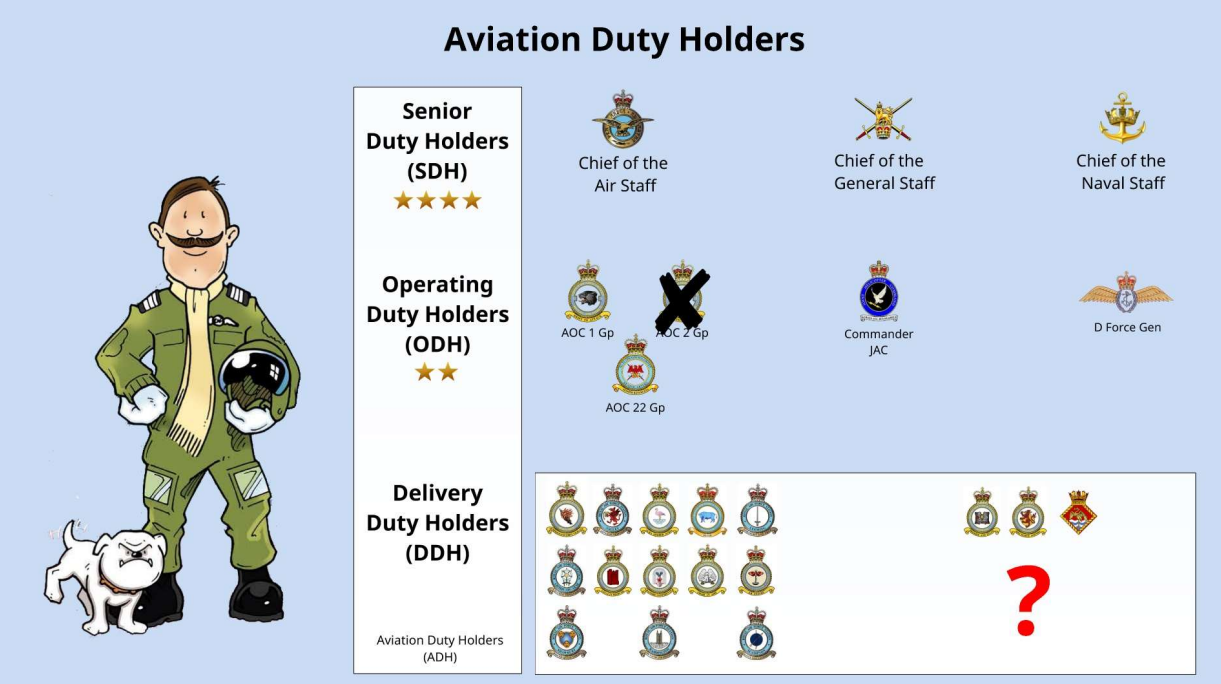 Aviation Duty Holders
Senior
Duty Holders
(SDH)
Chief of the
Air Staff
Chief of the
General Staff
Chief of the
Naval Staff
Operating
Duty Holders
(ODH)
AOC 1 Gp
AOC 2 Gp
AOC 22 Gp
Commander
JAC
D Force Gen
Delivery
Duty Holders
(DDH)
Aviation Duty Holders
(ADH)
?